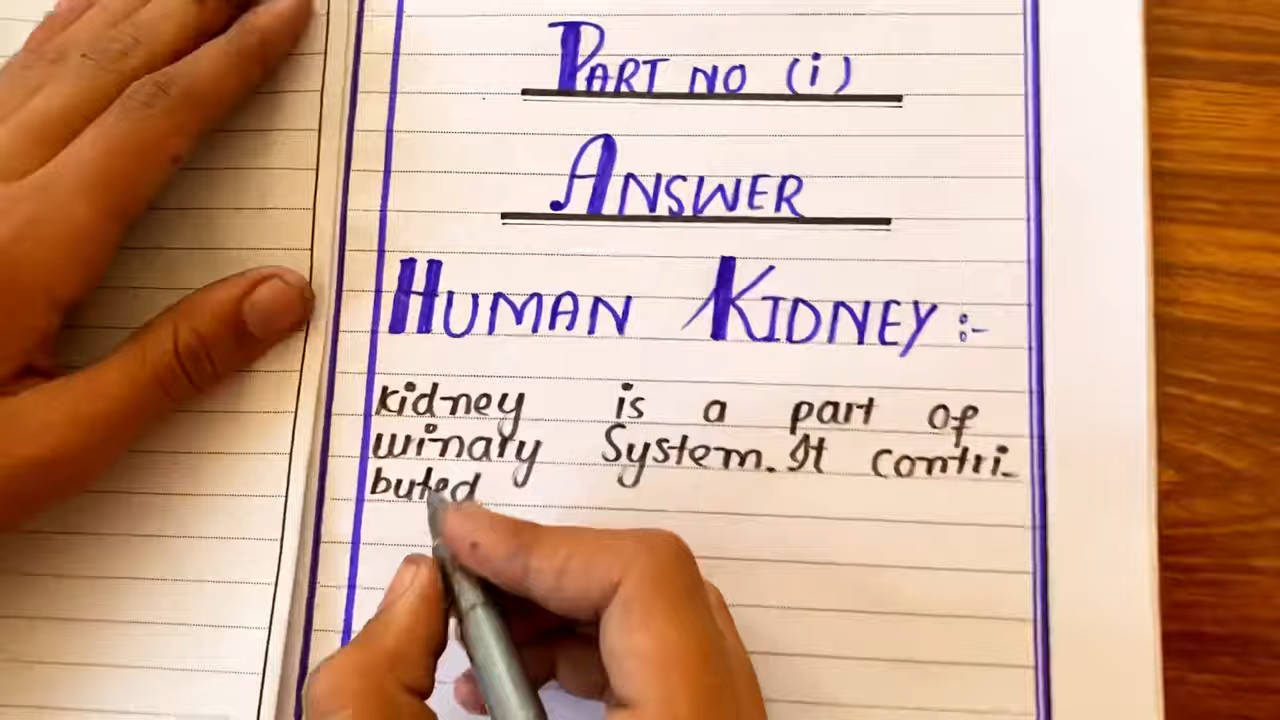 PART NO (i)
ANSWER
HUMAN KIDNEY :-
kidney is a part of
winary System. It contri-
buted